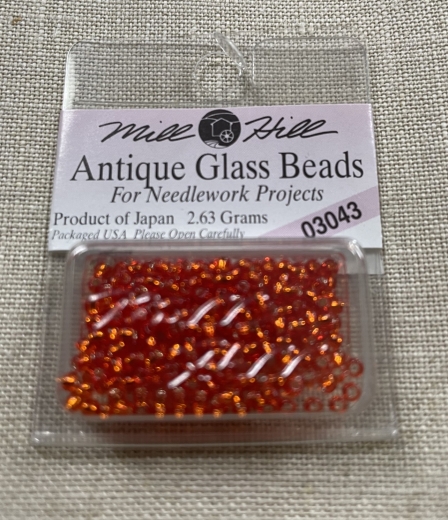 Mill Hill
Antique Glass Beads
For Needlework Projects
Product of Japan 2.63 Grams
03043
Packaged USA Please Open Carefully